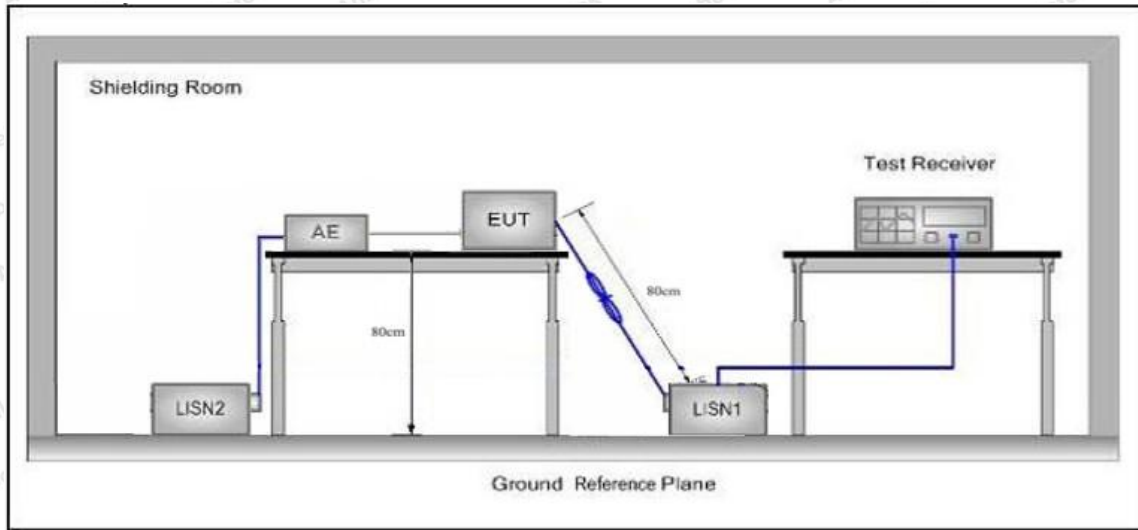 Shielding Room
Test Receiver
AE
EUT
80cm
80cm
LISN2
LISN1
Ground Reference Plane